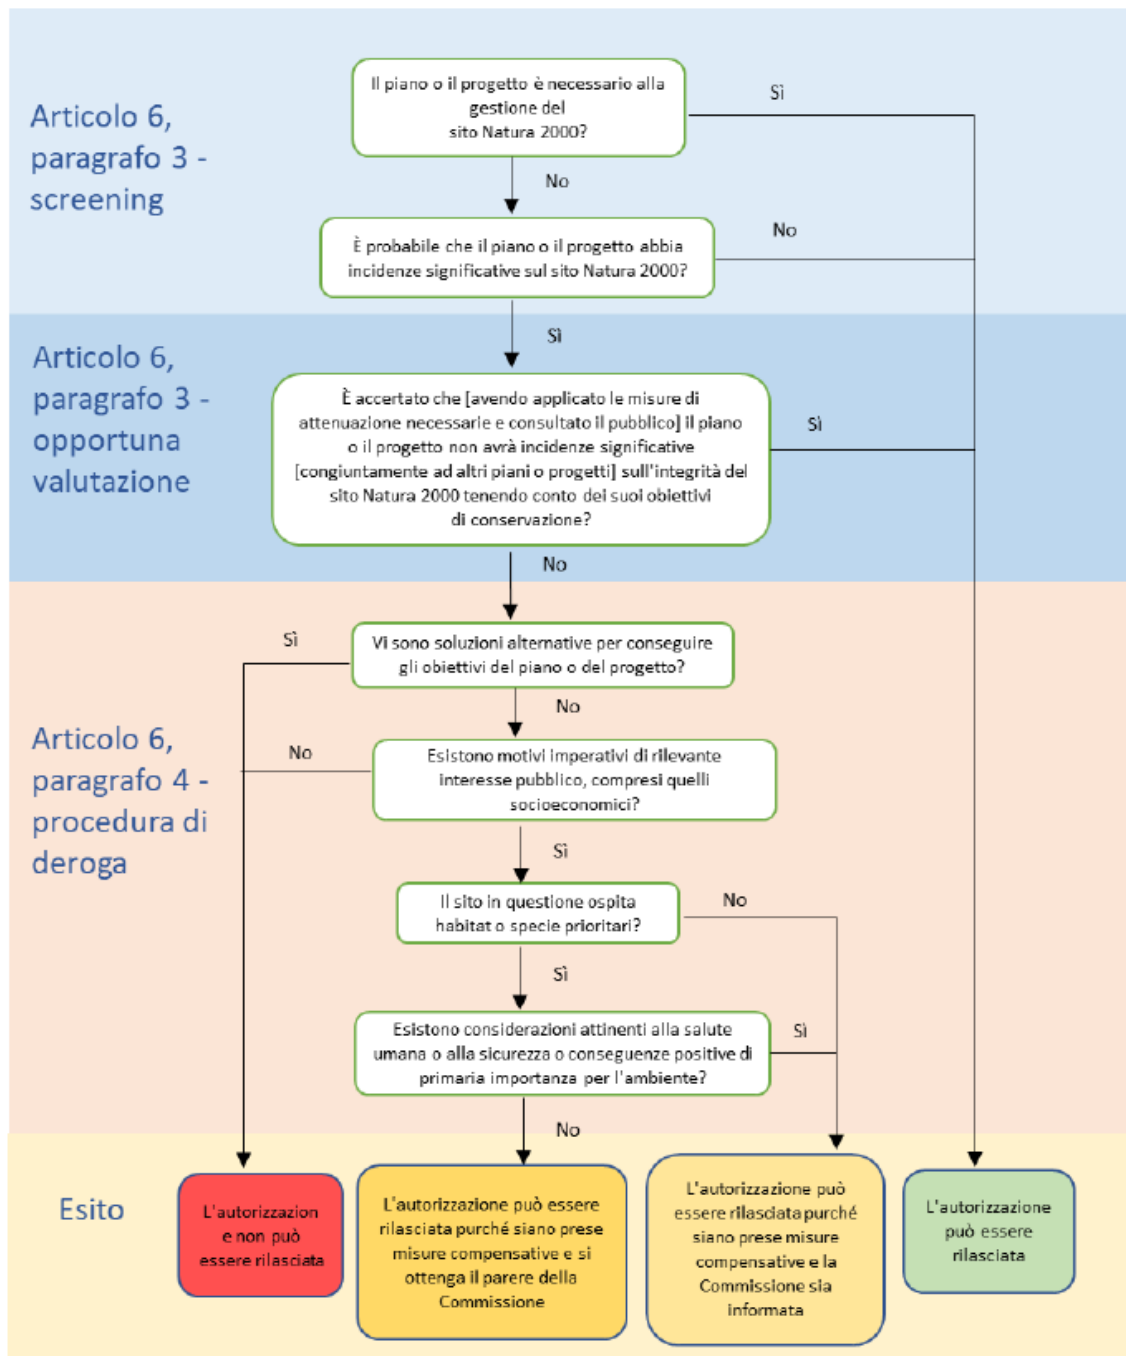 Articolo 6,
paragrafo 3 -
screening
Il piano o il progetto è necessario alla
gestione del
sito Natura 2000?
Sì
No
È probabile che il piano o il progetto abbia
incidenze significative sul sito Natura 2000?
No
Sì
Articolo 6,
paragrafo 3 -
opportuna
valutazione
È accertato che [avendo applicato le misure di
attenuazione necessarie e consultato il pubblico] il piano
o il progetto non avrà incidenze significative
[congiuntamente ad altri piani o progetti] sull'integrità del
sito Natura 2000 tenendo conto dei suoi obiettivi
di conservazione?
Sì
No
Articolo 6,
paragrafo 4 -
procedura di
deroga
Vi sono soluzioni alternative per conseguire
gli obiettivi del piano o del progetto?
Sì
No
Esistono motivi imperativi di rilevante
interesse pubblico, compresi quelli
socioeconomici?
No
Sì
Il sito in questione ospita
habitat o specie prioritari?
No
Sì
Esistono considerazioni attinenti alla salute
umana o alla sicurezza o conseguenze positive di
primaria importanza per l'ambiente?
Sì
No
Esito
L'autorizzazion
e non può
essere rilasciata
L'autorizzazione può essere
rilasciata purché siano prese
misure compensative e si
ottenga il parere della
Commissione
L'autorizzazione può
essere rilasciata purché
siano prese misure
compensative e la
Commissione sia
informata
L'autorizzazione
può essere
rilasciata